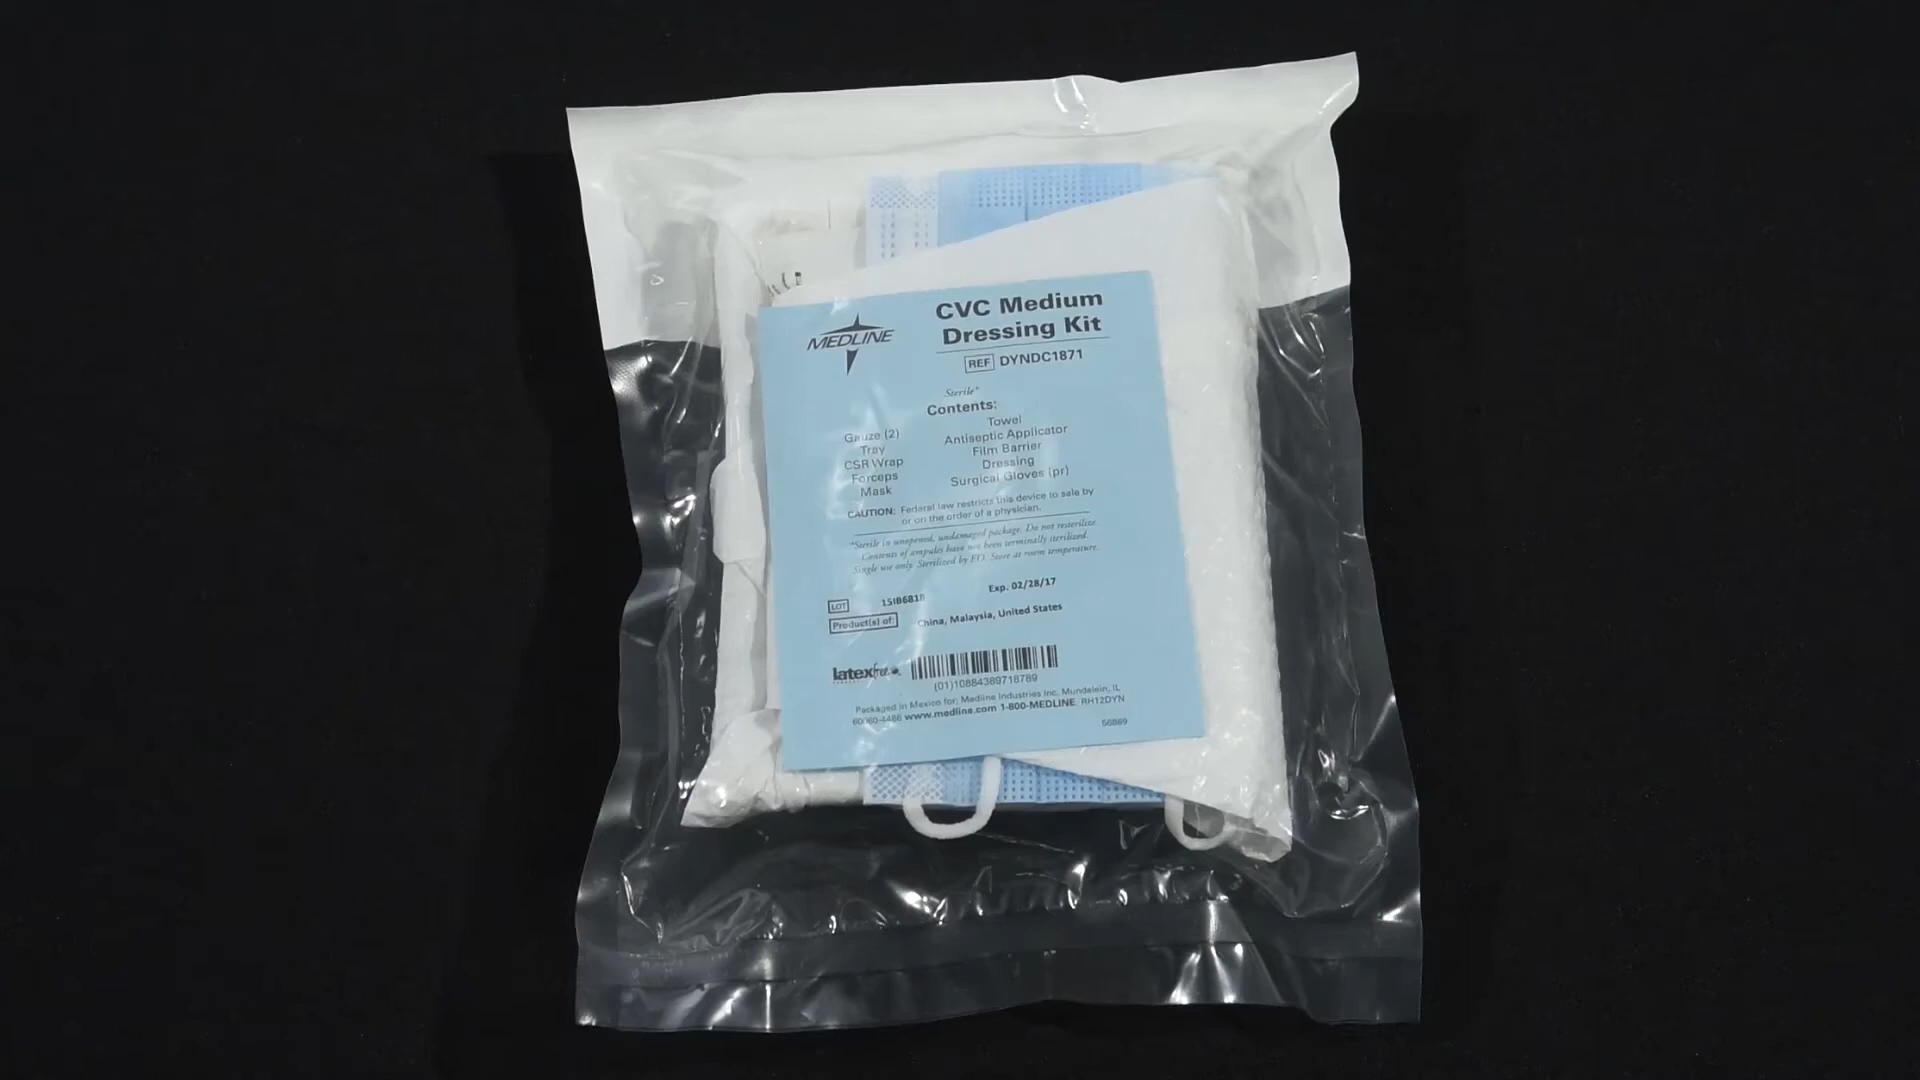 MEDLINE
CVC Medium
Dressing Kit
REF DYNDC1871
Sterile*
Contents:
Gauze (2)
Tray
CSR Wrap
Forceps
Mask
Towel
Antiseptic Applicator
Film Barrier
Dressing
Surgical Gloves (pr)
CAUTION: Federal law restricts this device to sale by
or on the order of a physician.
*Sterile in unopened, undamaged package. Do not resterilize.
Contents of ampules have not been terminally sterilized.
Single use only. Sterilized by EO. Store at room temperature.
Exp. 02/28/17
LOT
Product(s) of: China, Malaysia, United States
latexfree
(01)10884389718789
Packaged in Mexico for: Medline Industries Inc. Mundelein, IL
60060-4486 www.medline.com 1-800-MEDLINE RH12DYN